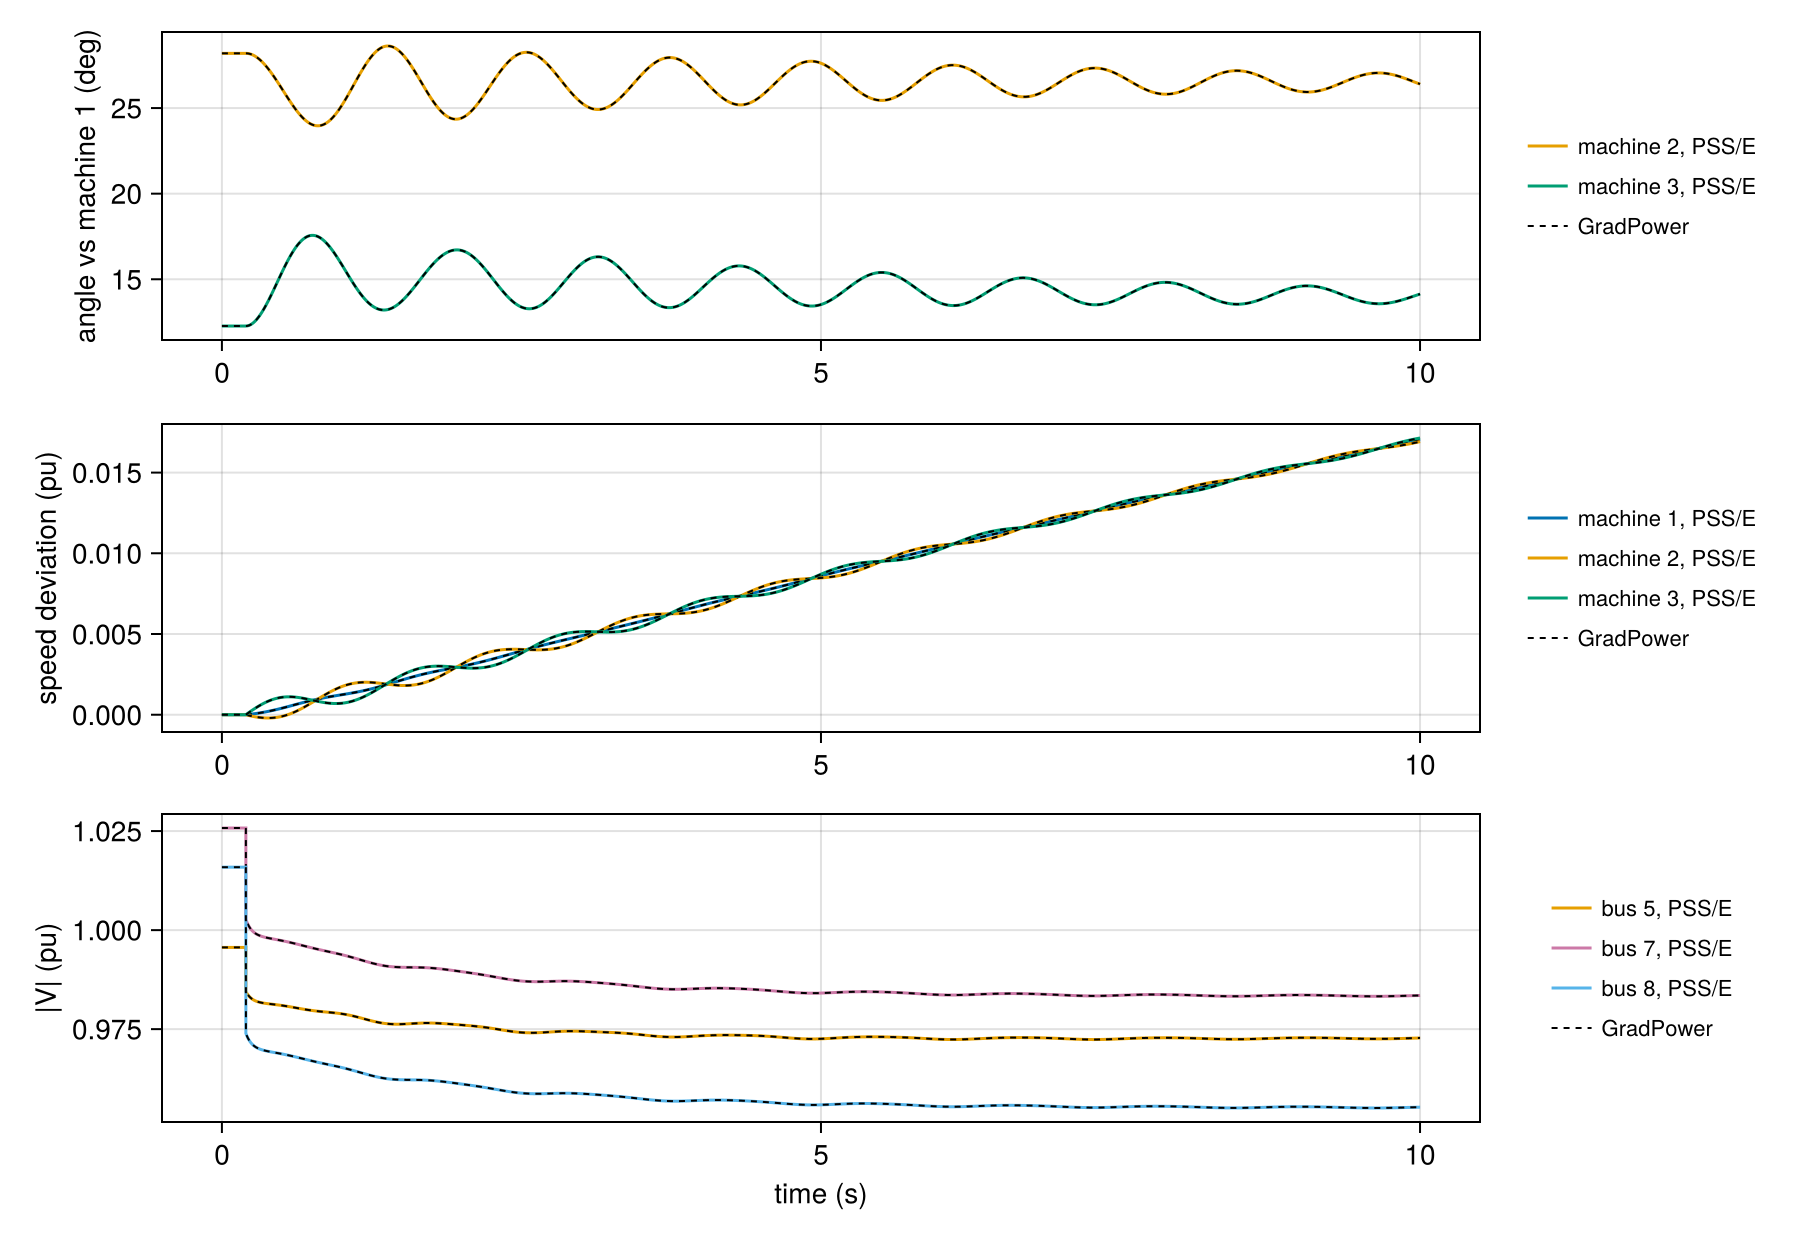 angle vs machine 1 (deg)
25
20
15
0
5
10
machine 2, PSS/E
machine 3, PSS/E
GradPower
speed deviation (pu)
0.015
0.010
0.005
0.000
0
5
10
machine 1, PSS/E
machine 2, PSS/E
machine 3, PSS/E
GradPower
|V| (pu)
1.025
1.000
0.975
0
5
10
time (s)
bus 5, PSS/E
bus 7, PSS/E
bus 8, PSS/E
GradPower